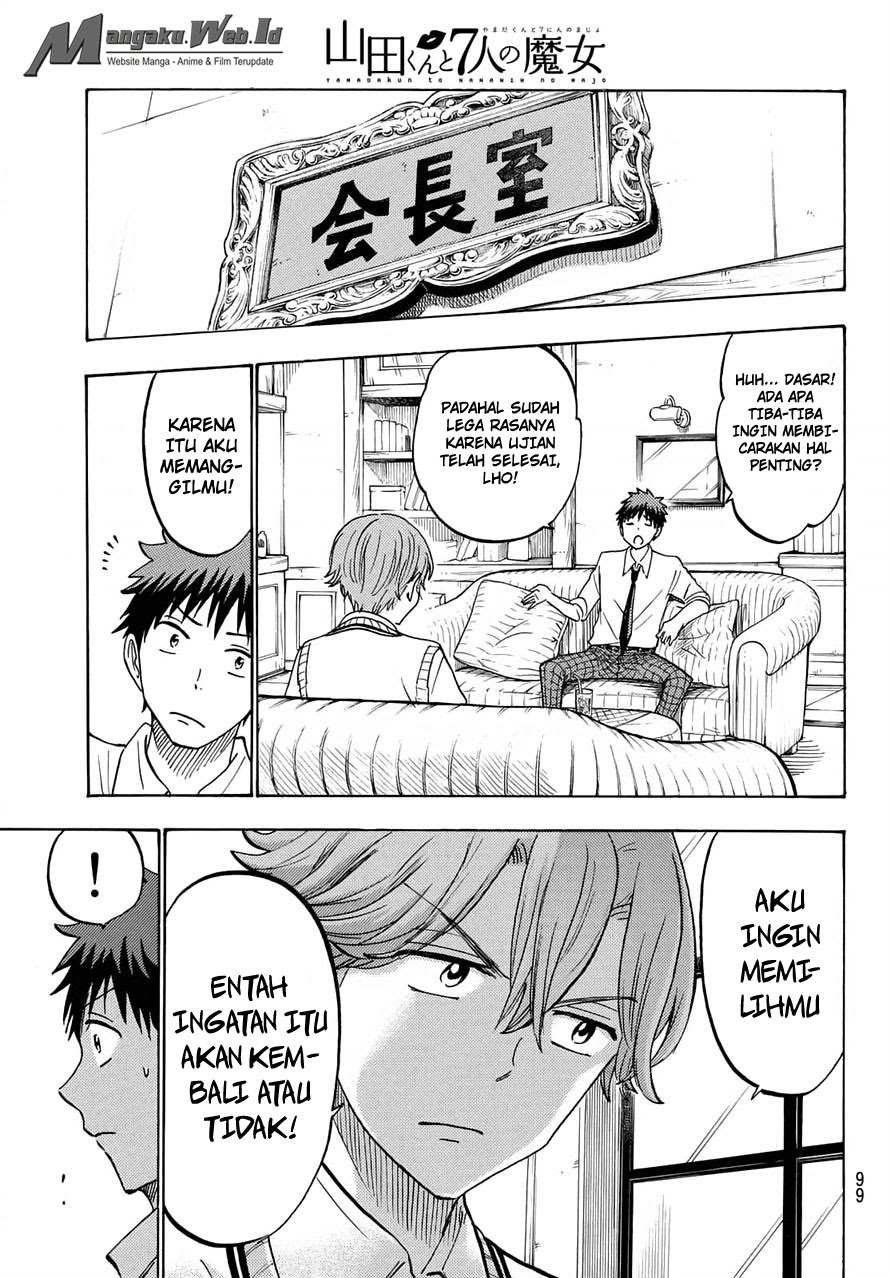 Mangaku.Web.Id
Website Manga - Anime & Film Terupdate
やまだくんと7にんのまじょ
山田くんと7人の魔女
YAMADAKUN to NANANIN no MAJO
会長室
HUH... DASAR!
ADA APA
TIBA-TIBA
INGIN MEMBI-
CARAKAN HAL
PENTING?
PADAHAL SUDAH
LEGA RASANYA
KARENA UJIAN
TELAH SELESAI,
LHO!
KARENA
ITU AKU
MEMANG-
GILMU!
AKU
INGIN
MEMI-
LIHMU
ENTAH
INGATAN ITU
AKAN KEM-
BALI ATAU
TIDAK!
!
99